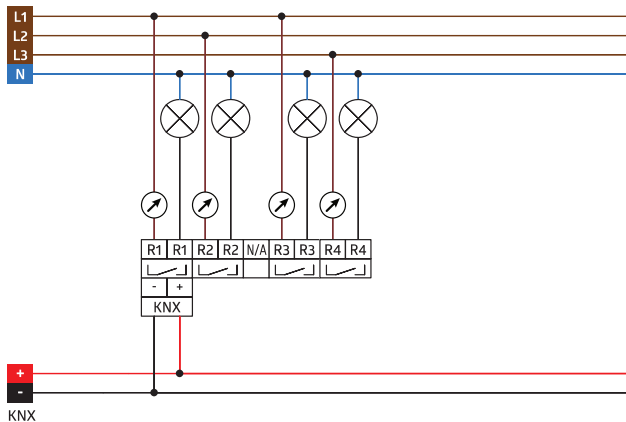 L1
L2
L3
N
R1 R1 R2 R2 N/A R3 R3 R4 R4
- +
KNX
+
-
KNX